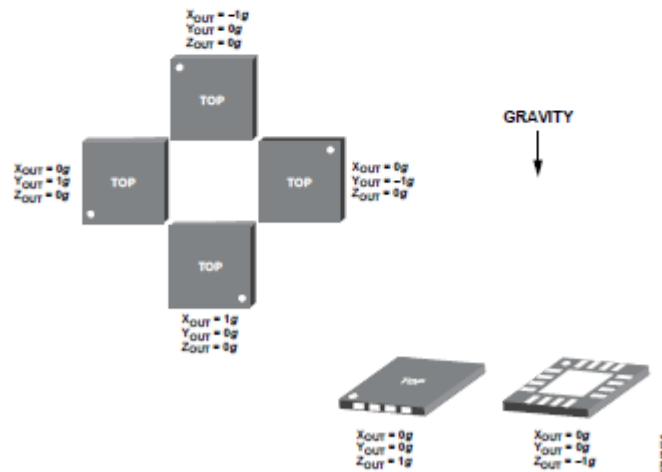 XOUT = –1g
YOUT = 0g
ZOUT = 0g
TOP
GRAVITY
XOUT = 0g
YOUT = 1g
ZOUT = 0g
TOP
TOP
XOUT = 0g
YOUT = –1g
ZOUT = 0g
TOP
XOUT = 1g
YOUT = 0g
ZOUT = 0g
TOP
XOUT = 0g
YOUT = 0g
ZOUT = 1g
XOUT = 0g
YOUT = 0g
ZOUT = –1g